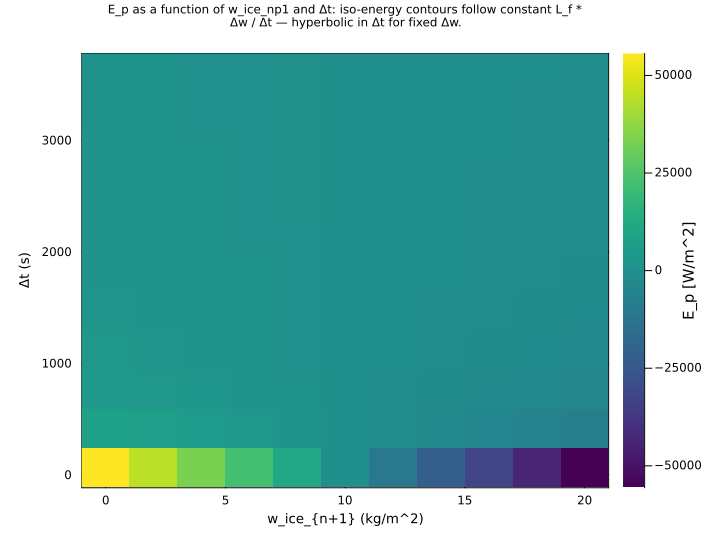 E_p as a function of w_ice_np1 and Δt: iso-energy contours follow constant L_f *
Δw / Δt — hyperbolic in Δt for fixed Δw.
3000
2000
1000
0
Δt (s)
0
5
10
15
20
w_ice_{n+1} (kg/m^2)
50000
25000
0
−25000
−50000
E_p [W/m^2]